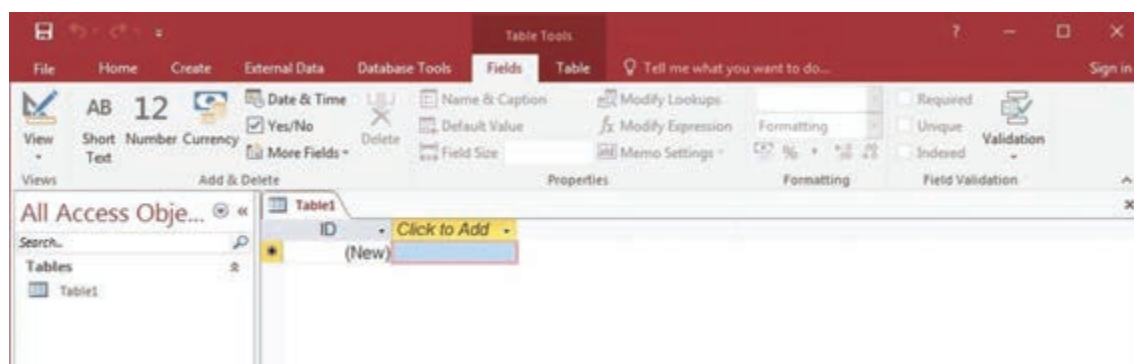 Table Tools
?
File Home Create External Data Database Tools Fields Table Tell me what you want to do... Sign in
AB 12 Date & Time Name & Caption Modify Lookups Required
View Short Text Number Currency Yes/No Delete Default Value fx Modify Expression Formatting Unique Validation
More Fields Field Size Memo Settings % Indexed
Views Add & Delete Properties Formatting Field Validation
All Access Obje... « Table1 ×
ID Click to Add
Search..
* (New)
Tables
Table1